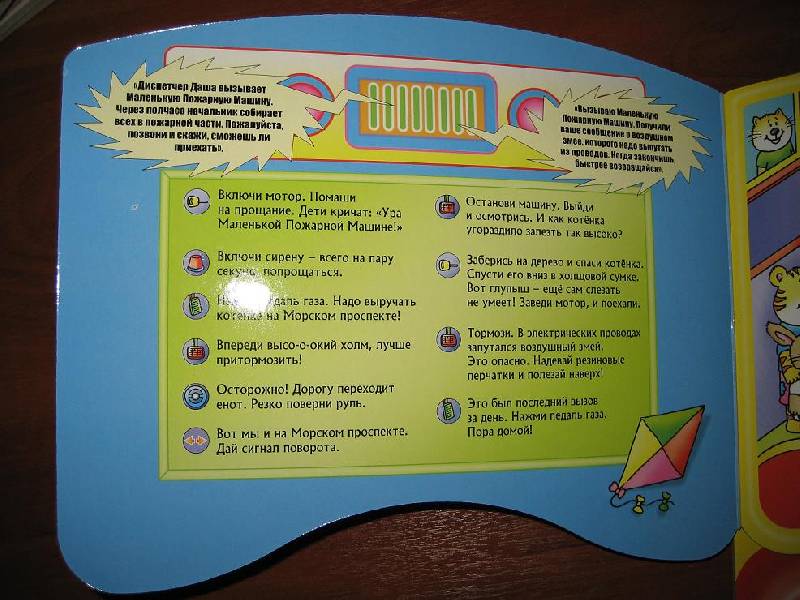 «Диспетчер Даша вызывает
Маленькую Пожарную Машину.
Через полчаса начальник собирает
всех в пожарной части. Пожалуйста,
позвони и скажи, сможешь ли
приехать».
«Вызываю Маленькую
Пожарную Машину. Получили
ваше сообщение о воздушном
змее, которого надо выпутать
из проводов. Когда закончишь,
быстрее возвращайся».
Включи мотор. Помаши
на прощание. Дети кричат: «Ура
Маленькой Пожарной Машине!»
Включи сирену – всего на пару
секунд, попрощаться.
педаль газа. Надо выручать
котёнка на Морском проспекте!
Впереди высо-о-окий холм, лучше
притормозить!
Осторожно! Дорогу переходит
енот. Резко поверни руль.
Вот мы и на Морском проспекте.
Дай сигнал поворота.
Останови машину. Выйди
и осмотрись. И как котёнка
угораздило залезть так высоко?
Заберись на дерево и спаси котёнка.
Спусти его вниз в холщовой сумке.
Вот глупыш – ещё сам слезать
не умеет! Заведи мотор, и поехали.
Тормози. В электрических проводах
запутался воздушный змей.
Это опасно. Надевай резиновые
перчатки и полезай наверх!
Это был последний вызов
за день. Нажми педаль газа.
Пора домой!